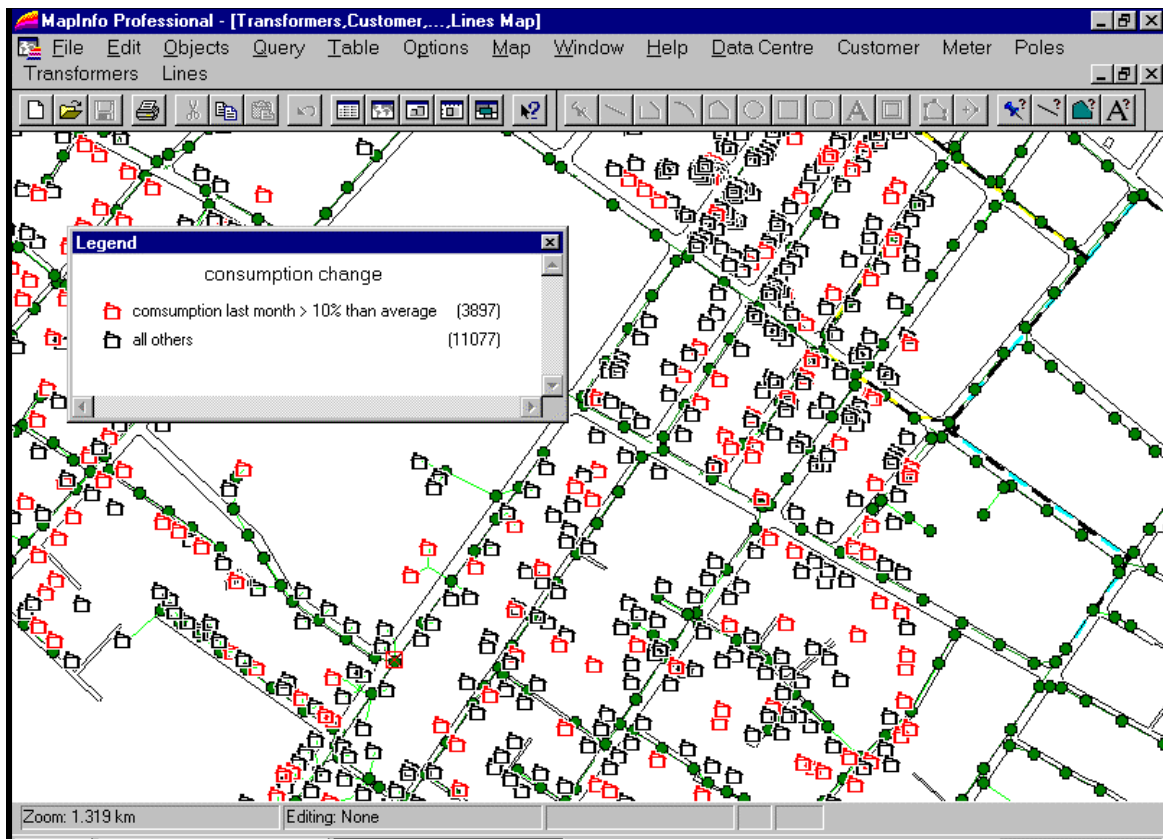 MapInfo Professional - [Transformers,Customer,...,Lines Map]
File Edit Objects Query Table Options Map Window Help Data Centre Customer Meter Poles
Transformers Lines
Legend
consumption change
comsumption last month > 10% than average (3897)
all others (11077)
Zoom: 1.319 km Editing: None